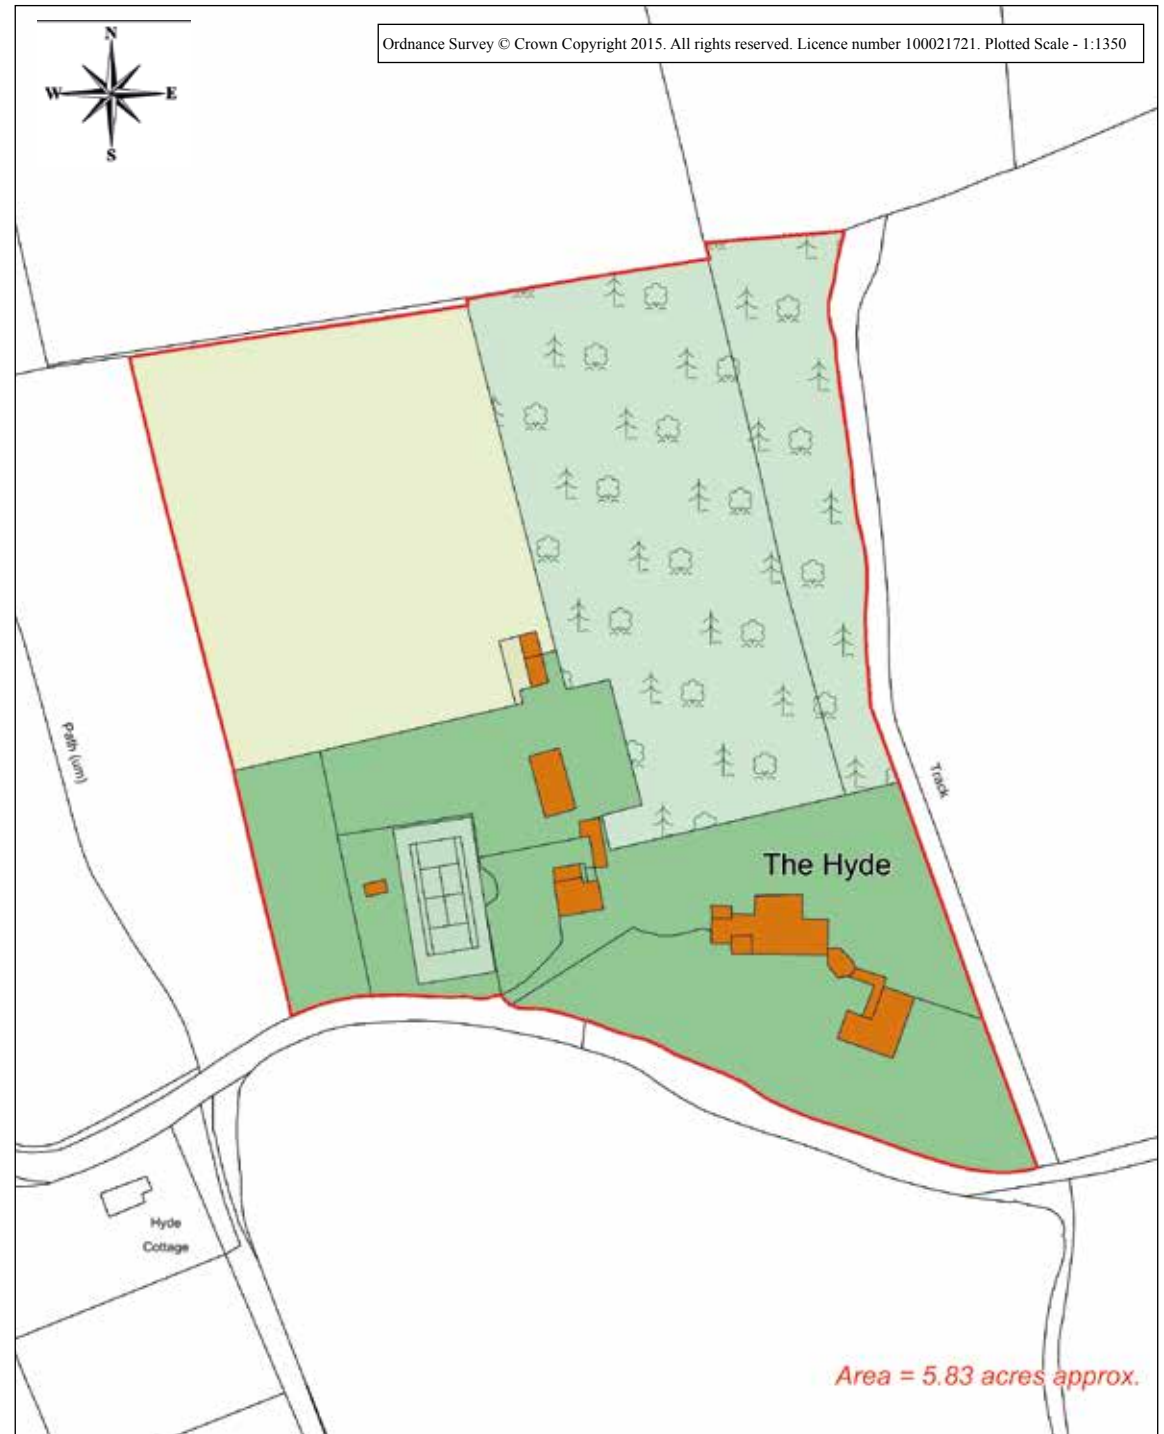 Ordnance Survey © Crown Copyright 2015. All rights reserved. Licence number 100021721. Plotted Scale - 1:1350
N
W E
S
Path (um)
Track
The Hyde
Hyde
Cottage
Area = 5.83 acres approx.